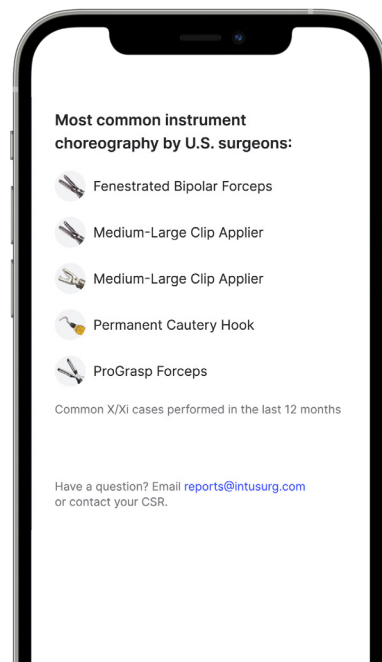 Most common instrument
choreography by U.S. surgeons:
Fenestrated Bipolar Forceps
Medium-Large Clip Applier
Medium-Large Clip Applier
Permanent Cautery Hook
ProGrasp Forceps
Common X/Xi cases performed in the last 12 months
Have a question? Email reports@intusurg.com
or contact your CSR.